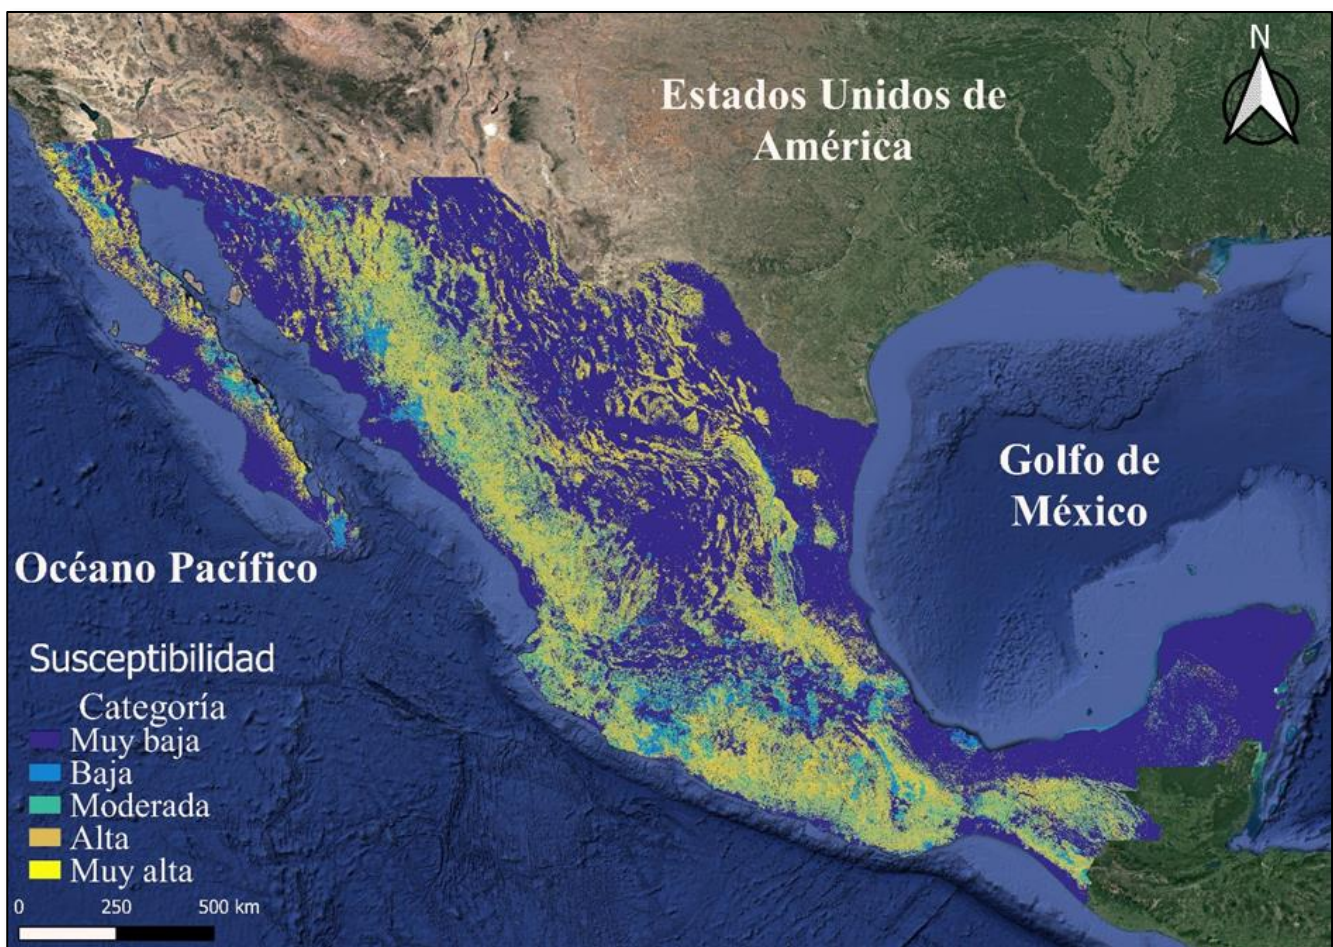 N
Estados Unidos de
América
Golfo de
México
Océano Pacífico
Susceptibilidad
Categoría
Muy baja
Baja
Moderada
Alta
Muy alta
0 250 500 km